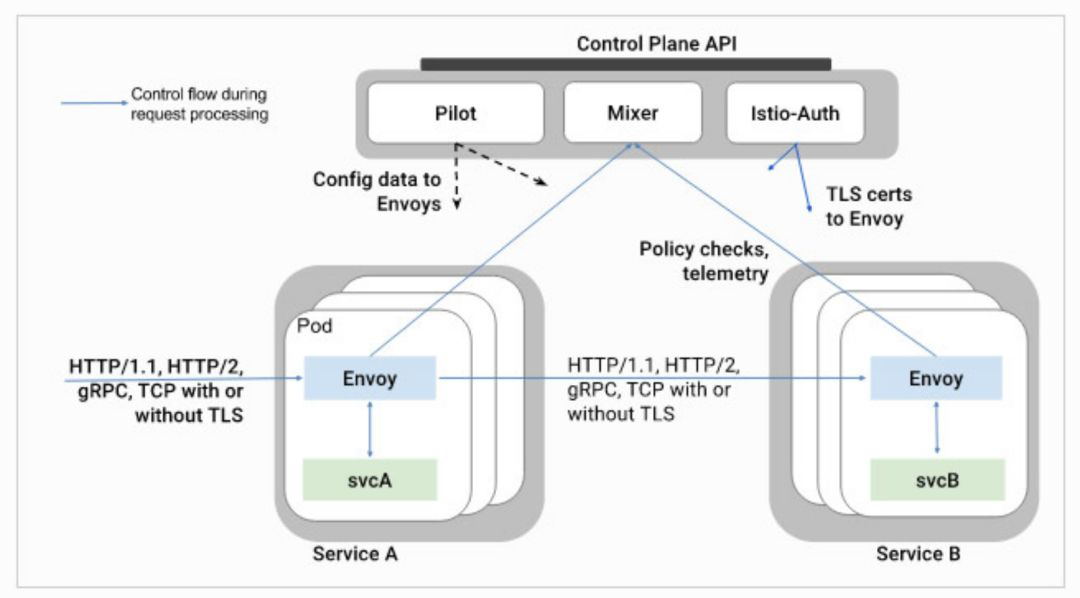 Control Plane API
Control flow during
request processing
Pilot
Mixer
Istio-Auth
Config data to
Envoys
TLS certs
to Envoy
Policy checks,
telemetry
Pod
HTTP/1.1, HTTP/2,
gRPC, TCP with or
without TLS
Envoy
HTTP/1.1, HTTP/2,
gRPC, TCP with or
without TLS
Envoy
svcA
svcB
Service A
Service B